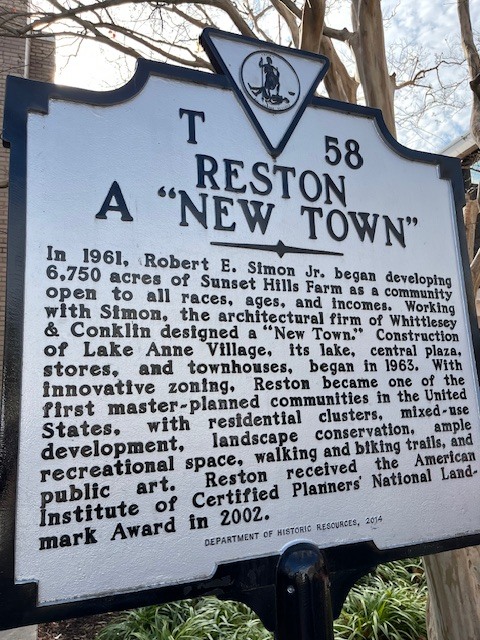 T 58
RESTON
A "NEW TOWN"
In 1961, Robert E. Simon Jr. began developing
6,750 acres of Sunset Hills Farm as a community
open to all races, ages, and incomes. Working
with Simon, the architectural firm of Whittlesey
& Conklin designed a "New Town." Construction
of Lake Anne Village, its lake, central plaza,
stores, and townhouses, began in 1963. With
innovative zoning, Reston became one of the
first master-planned communities in the United
States, with residential clusters, mixed-use
development, landscape conservation, ample
recreational space, walking and biking trails, and
public art. Reston received the American
Institute of Certified Planners' National Land-
mark Award in 2002.
DEPARTMENT OF HISTORIC RESOURCES, 2014